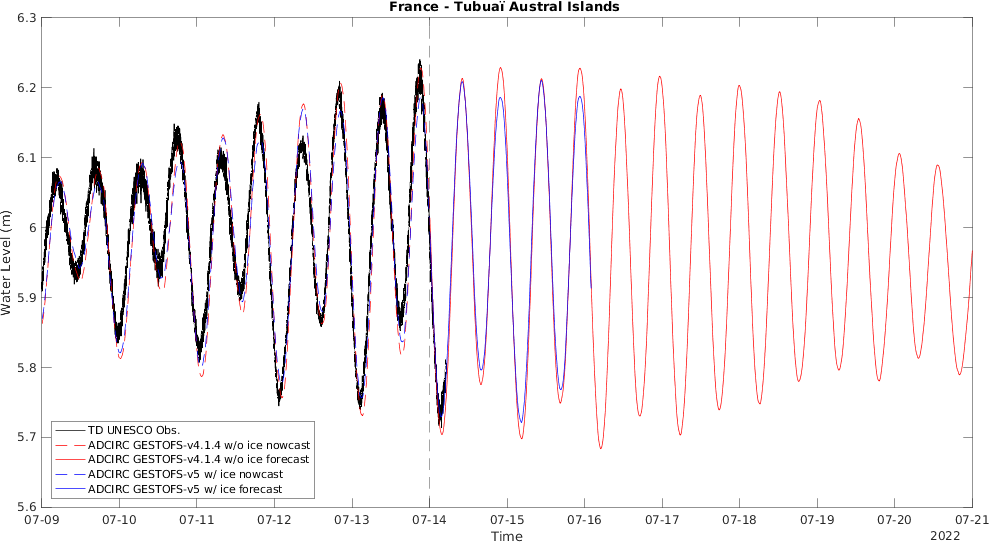 France - Tubuaï Austral Islands
6.3
6.2
6.1
6
5.9
5.8
5.7
5.6
Water Level (m)
TD UNESCO Obs.
ADCIRC GESTOFS-v4.1.4 w/o ice nowcast
ADCIRC GESTOFS-v4.1.4 w/o ice forecast
ADCIRC GESTOFS-v5 w/ ice nowcast
ADCIRC GESTOFS-v5 w/ ice forecast
07-09 07-10 07-11 07-12 07-13 07-14 07-15 07-16 07-17 07-18 07-19 07-20 07-21
Time
2022